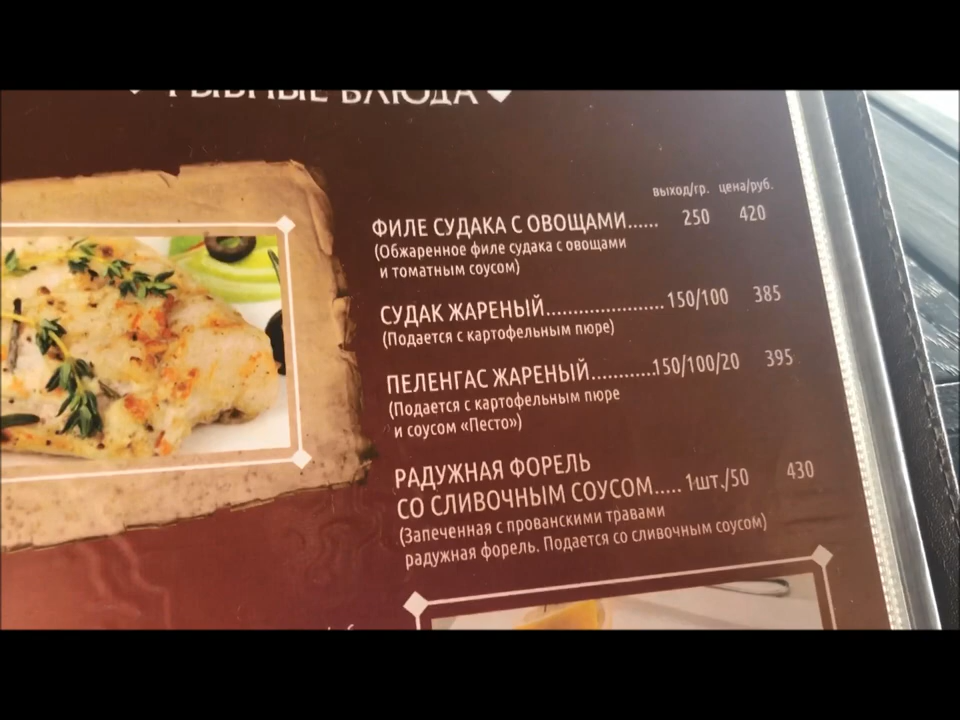 РЫБНЫЕ БЛЮДА
выход/гр. цена/руб.
ФИЛЕ СУДАКА С ОВОЩАМИ...... 250 420
(Обжаренное филе судака с овощами
и томатным соусом)
СУДАК ЖАРЕНЫЙ.....................150/100 385
(Подается с картофельным пюре)
ПЕЛЕНГАС ЖАРЕНЫЙ...........150/100/20 395
(Подается с картофельным пюре
и соусом «Песто»)
РАДУЖНАЯ ФОРЕЛЬ
СО СЛИВОЧНЫМ СОУСОМ..... 1шт./50 430
(Запеченная с прованскими травами
радужная форель. Подается со сливочным соусом)